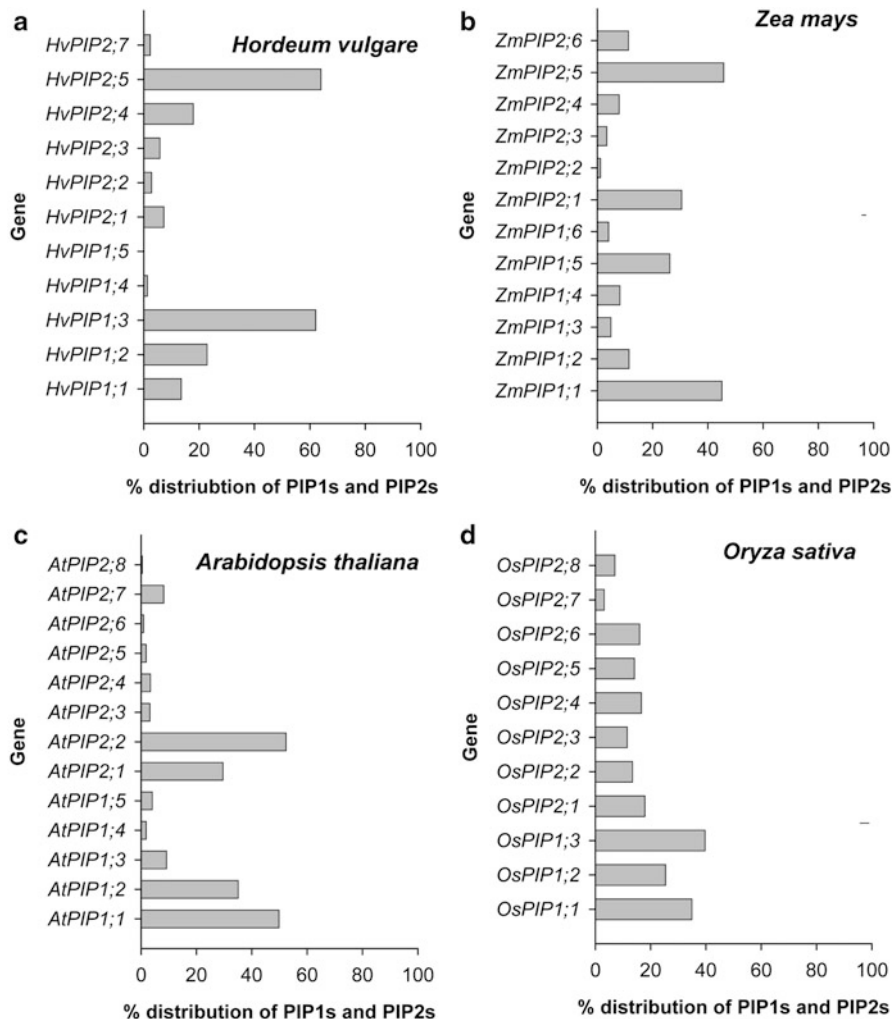 a
Hordeum vulgare
HvPIP2;7
HvPIP2;5
HvPIP2;4
HvPIP2;3
HvPIP2;2
HvPIP2;1
HvPIP1;5
HvPIP1;4
HvPIP1;3
HvPIP1;2
HvPIP1;1
Gene
0 20 40 60 80 100
% distriubtion of PIP1s and PIP2s
b
Zea mays
ZmPIP2;6
ZmPIP2;5
ZmPIP2;4
ZmPIP2;3
ZmPIP2;2
ZmPIP2;1
ZmPIP1;6
ZmPIP1;5
ZmPIP1;4
ZmPIP1;3
ZmPIP1;2
ZmPIP1;1
Gene
0 20 40 60 80 100
% distribution of PIP1s and PIP2s
c
Arabidopsis thaliana
AtPIP2;8
AtPIP2;7
AtPIP2;6
AtPIP2;5
AtPIP2;4
AtPIP2;3
AtPIP2;2
AtPIP2;1
AtPIP1;5
AtPIP1;4
AtPIP1;3
AtPIP1;2
AtPIP1;1
Gene
0 20 40 60 80 100
% distribution of PIP1s and PIP2s
d
Oryza sativa
OsPIP2;8
OsPIP2;7
OsPIP2;6
OsPIP2;5
OsPIP2;4
OsPIP2;3
OsPIP2;2
OsPIP2;1
OsPIP1;3
OsPIP1;2
OsPIP1;1
Gene
0 20 40 60 80 100
% distribution of PIP1s and PIP2s